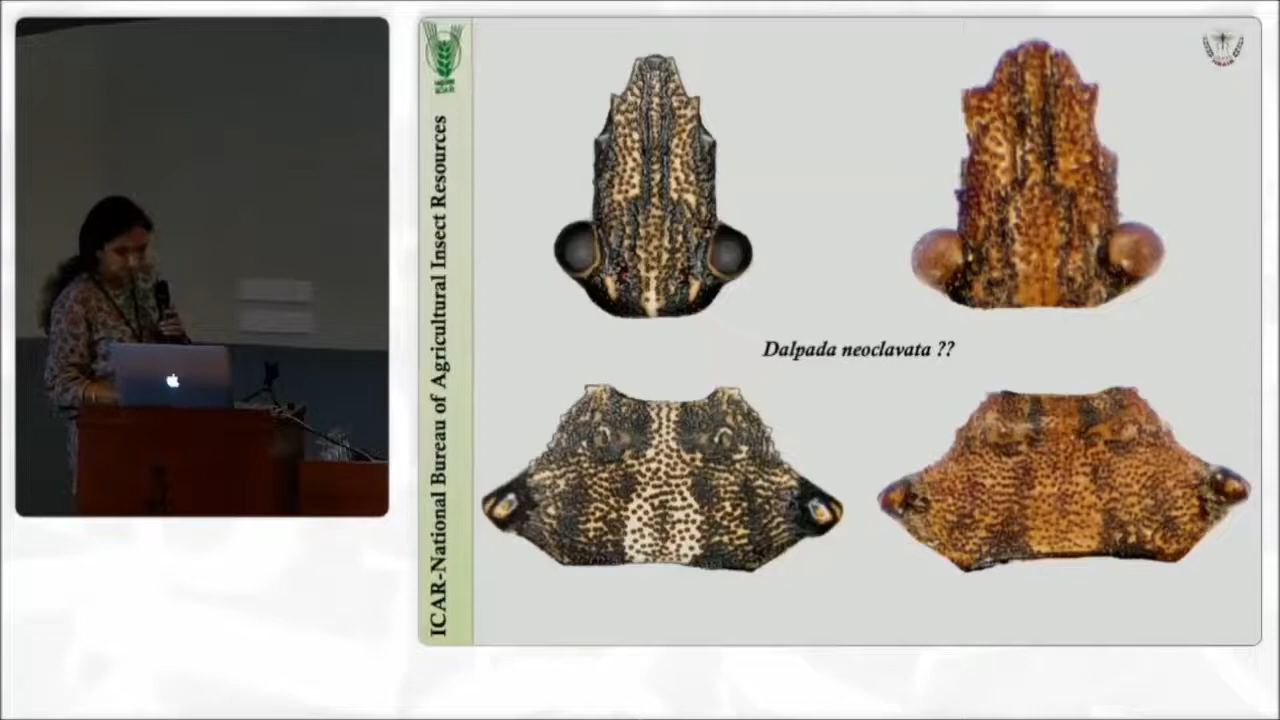 ICAR-National Bureau of Agricultural Insect Resources
Dalpada neoclavata ??